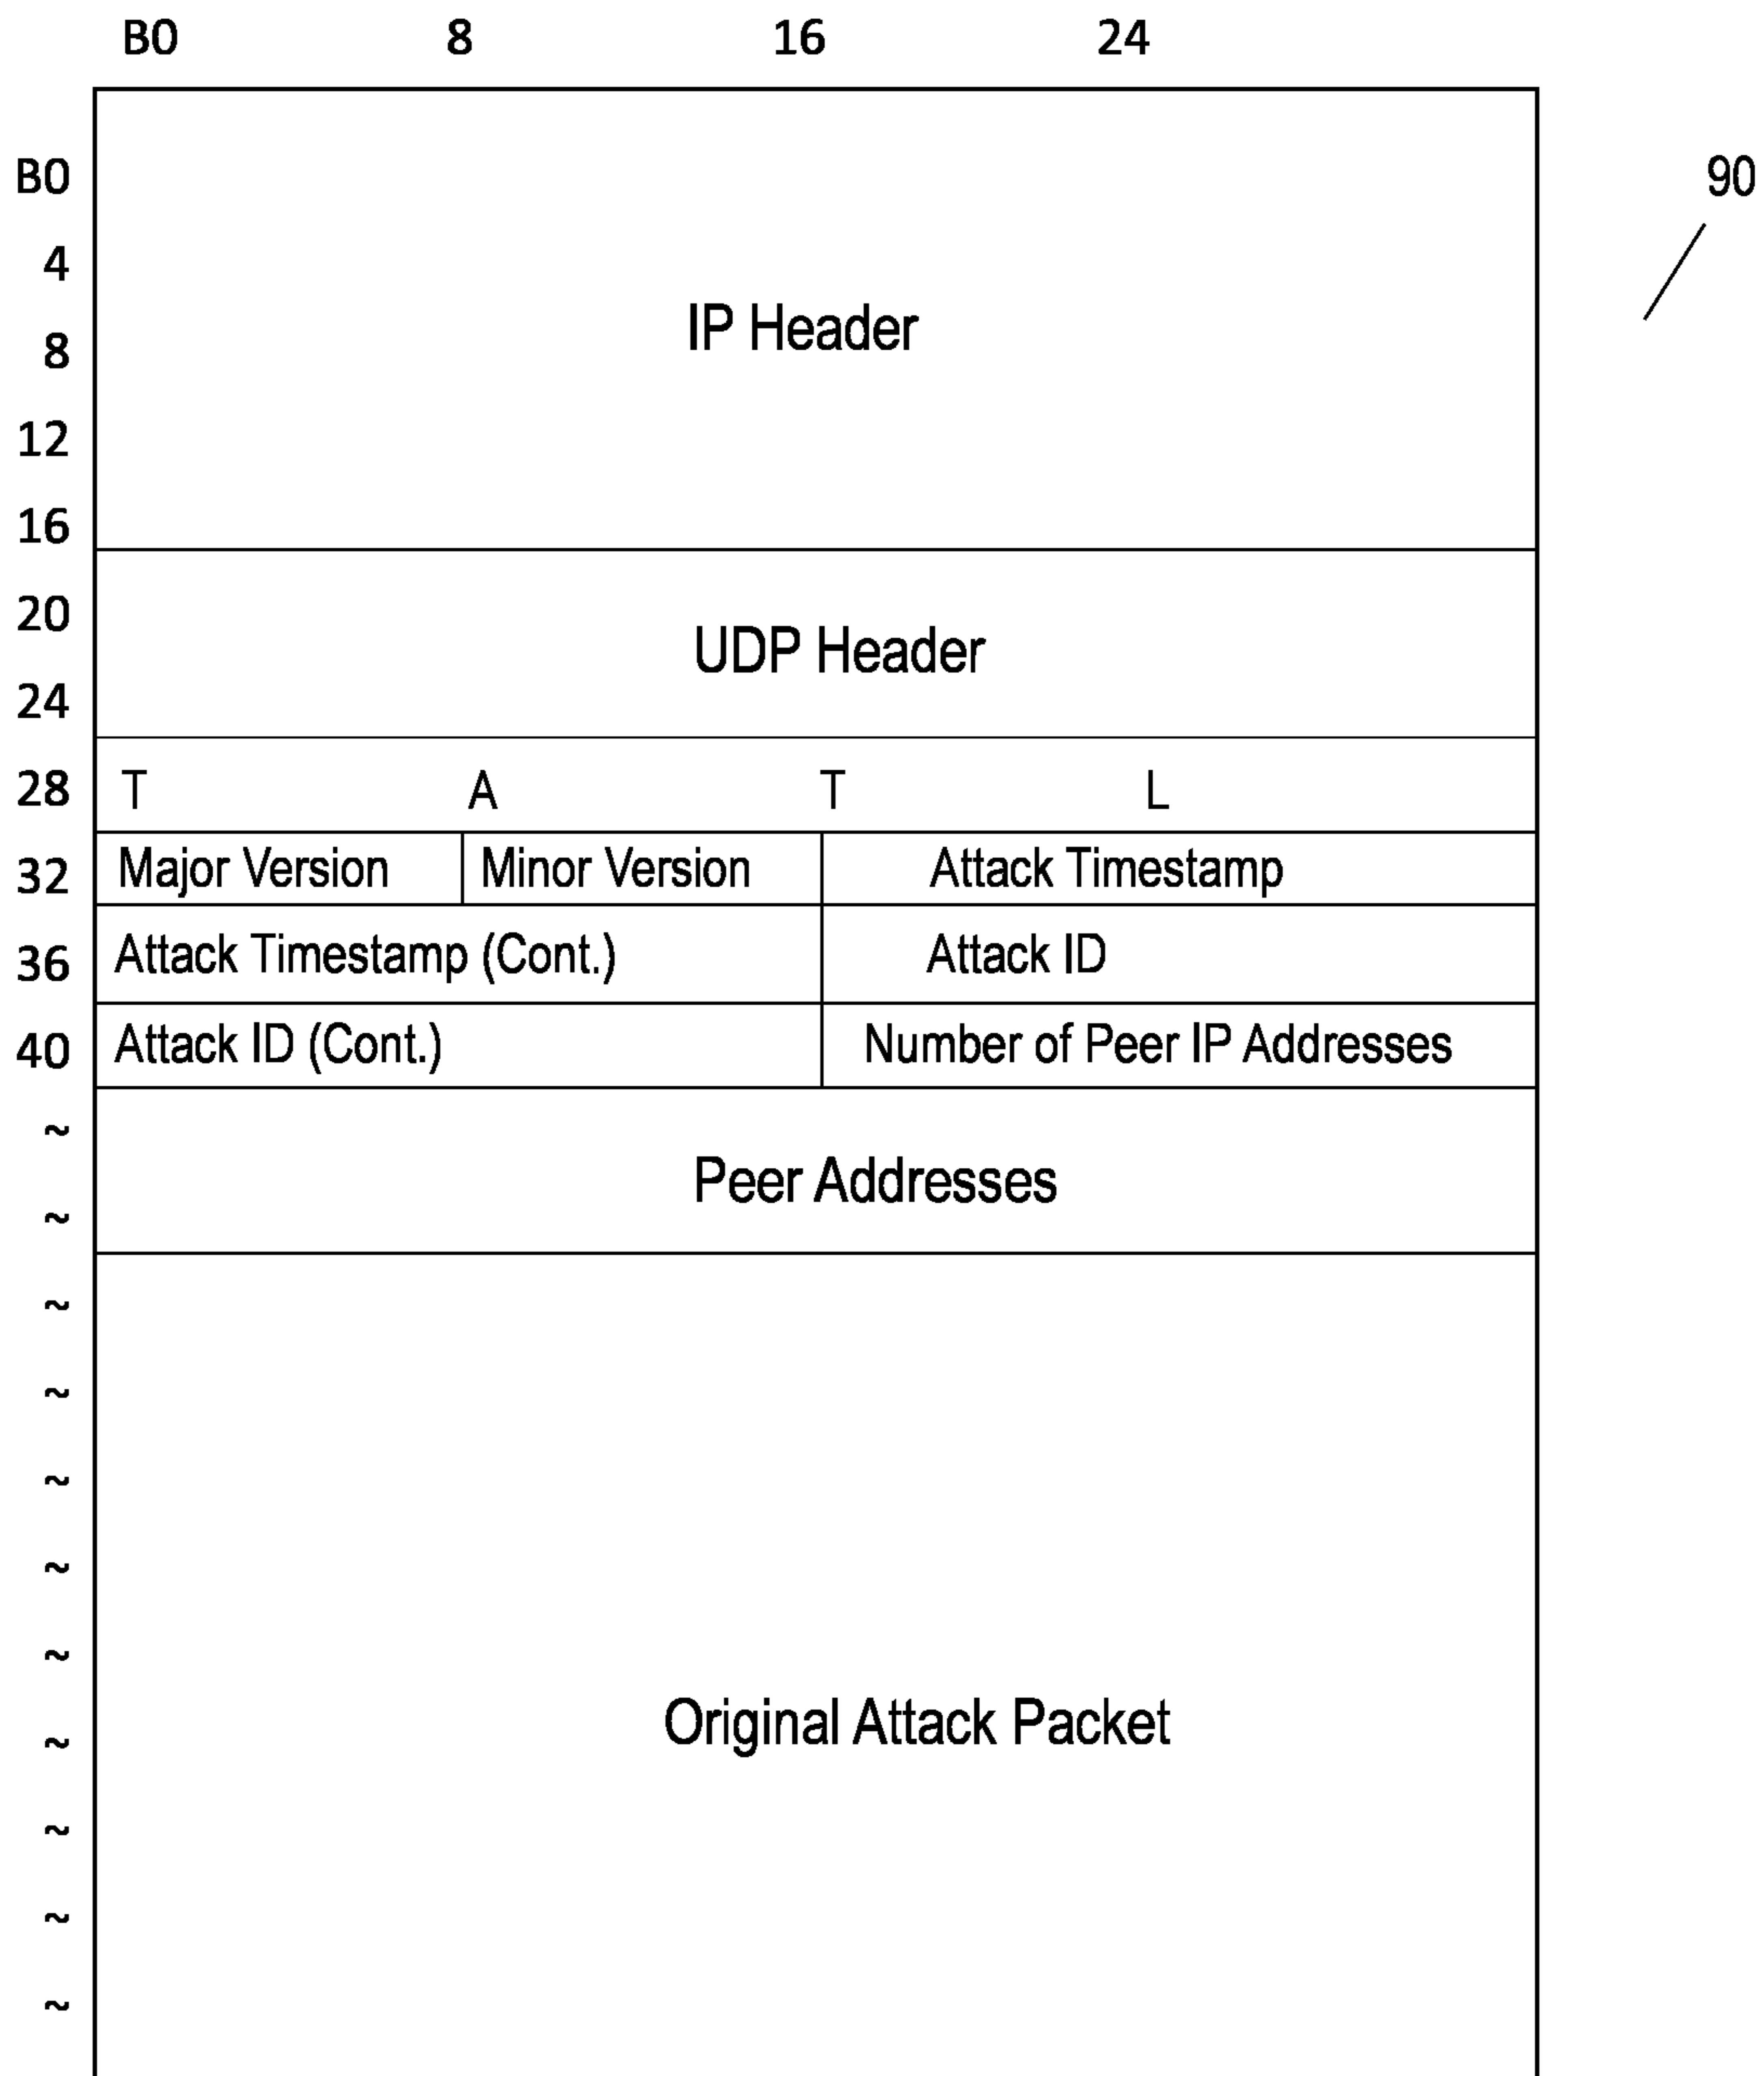 B0 8 16 24
B0 90
4
IP Header
8
12
16
20
UDP Header
24
28 T A T L
32 Major Version Minor Version Attack Timestamp
36 Attack Timestamp (Cont.) Attack ID
40 Attack ID (Cont.) Number of Peer IP Addresses
~
Peer Addresses
~
~
~
~
~
~
Original Attack Packet
~
~
~
~